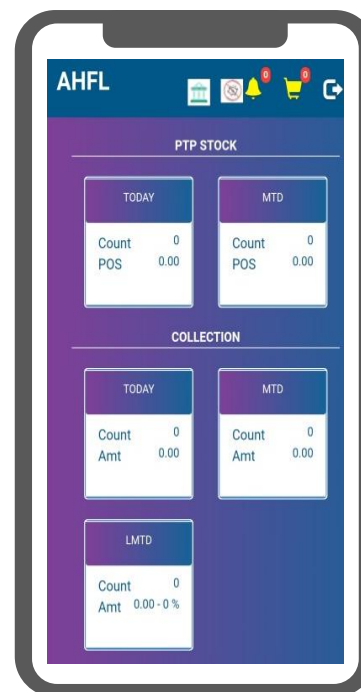 AHFL
0 0
PTP STOCK
TODAY MTD
Count 0 Count 0
POS 0.00 POS 0.00
COLLECTION
TODAY MTD
Count 0 Count 0
Amt 0.00 Amt 0.00
LMTD
Count 0
Amt 0.00 - 0 %